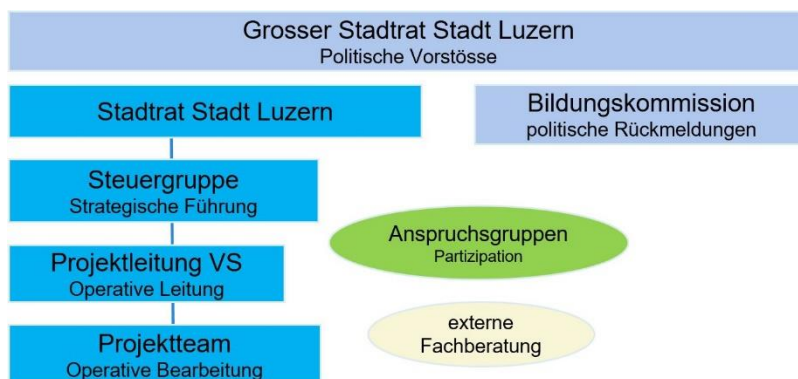 Grosser Stadtrat Stadt Luzern
Politische Vorstösse
Stadtrat Stadt Luzern
Bildungskommission
politische Rückmeldungen
Steuergruppe
Strategische Führung
Anspruchsgruppen
Partizipation
Projektleitung VS
Operative Leitung
externe
Fachberatung
Projektteam
Operative Bearbeitung